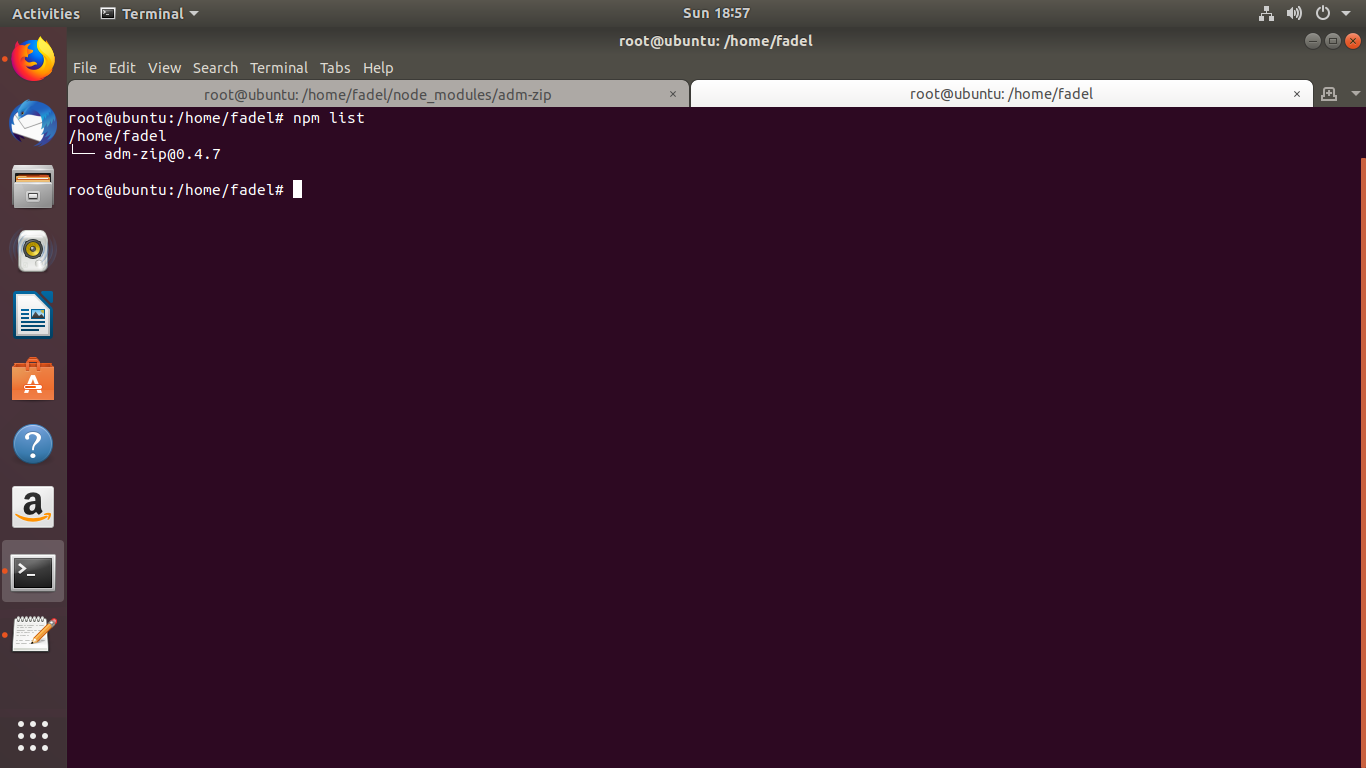 Activities
Terminal
Sun 18:57
root@ubuntu: /home/fadel
File Edit View Search Terminal Tabs Help
root@ubuntu: /home/fadel/node_modules/adm-zip
root@ubuntu: /home/fadel
root@ubuntu:/home/fadel# npm list
/home/fadel
└── adm-zip@0.4.7
root@ubuntu:/home/fadel#